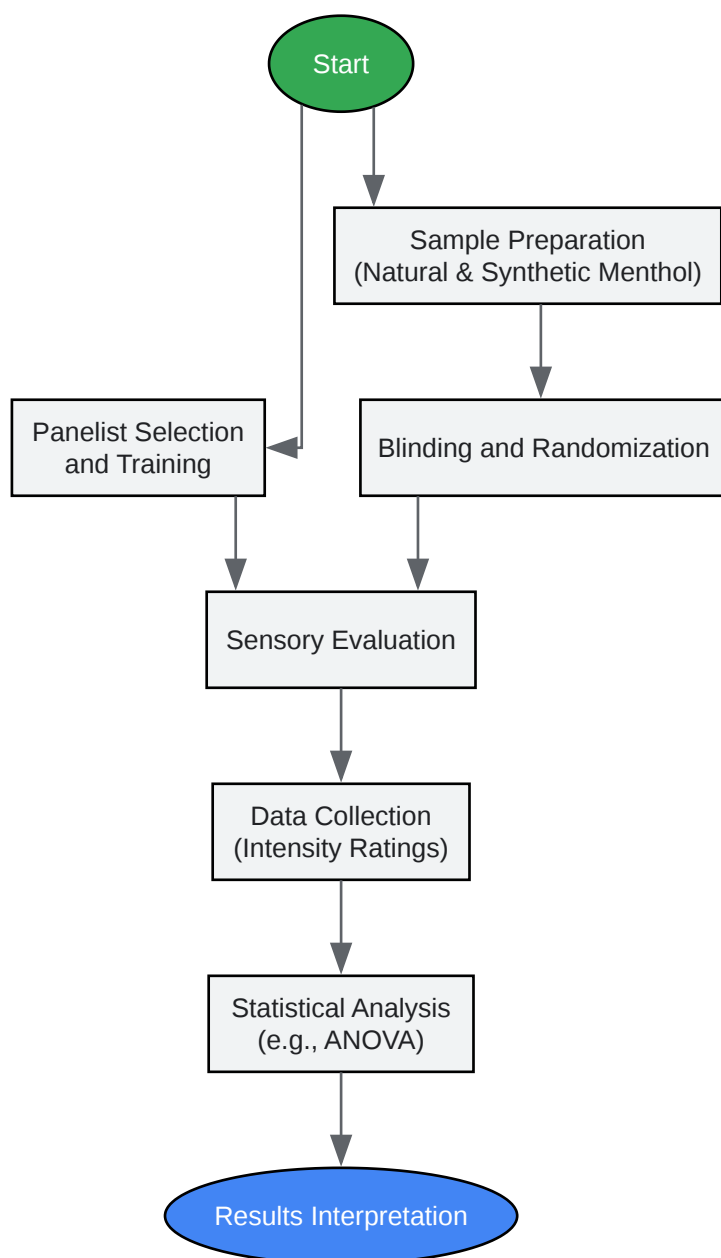 Start
Sample Preparation
(Natural & Synthetic Menthol)
Panelist Selection
and Training
Blinding and Randomization
Sensory Evaluation
Data Collection
(Intensity Ratings)
Statistical Analysis
(e.g., ANOVA)
Results Interpretation